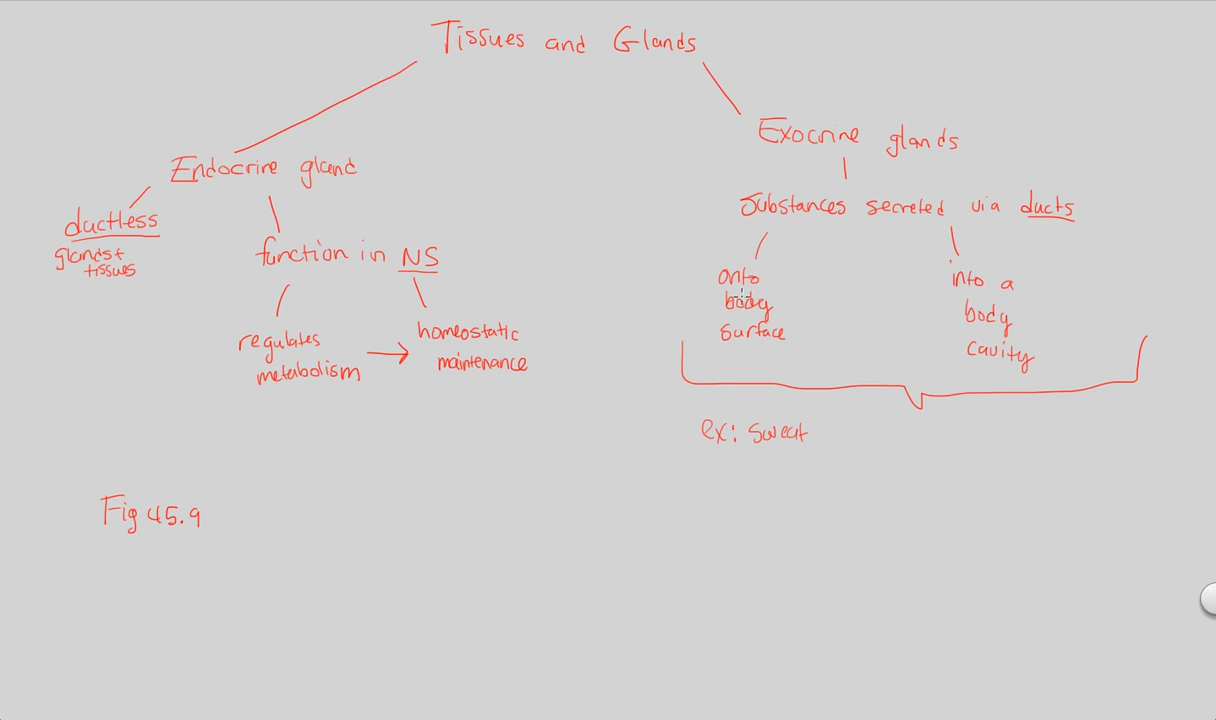 Tissues and Glands
Endocrine gland
ductless
glands +
tissues
function in NS
regulates
metabolism
homeostatic
maintenance
Exocrine glands
Substances secreted via ducts
onto
body
surface
into a
body
cavity
ex: sweat
Fig 45.9